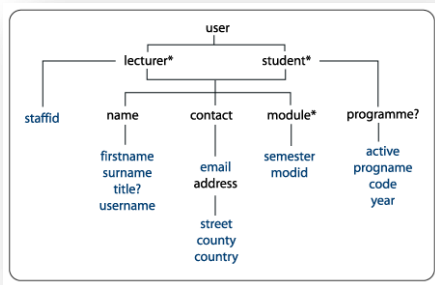 user
lecturer* student*
staffid name contact module* programme?
firstname
surname
title?
username
email
address
street
county
country
semester
modid
active
progname
code
year